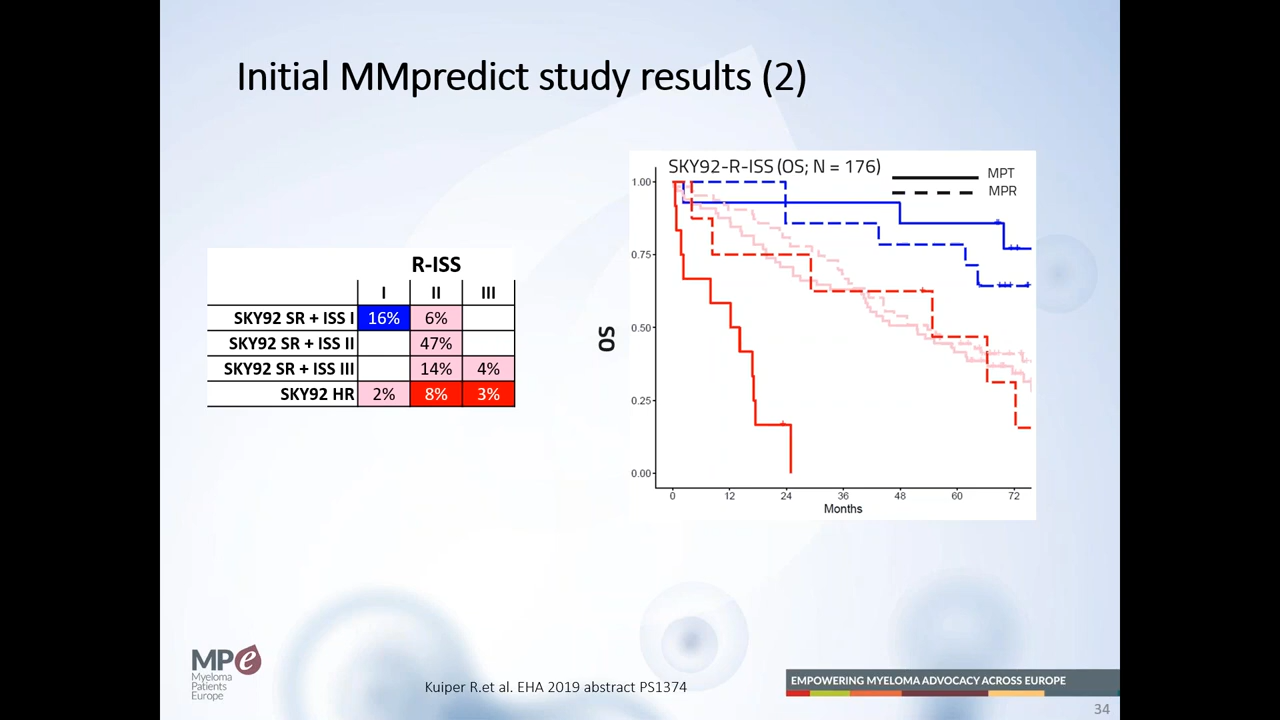 Initial MMpredict study results (2)
R-ISS
I II III
SKY92 SR + ISS I 16% 6%
SKY92 SR + ISS II 47%
SKY92 SR + ISS III 14% 4%
SKY92 HR 2% 8% 3%
SKY92-R-ISS (OS; N = 176)
MPT
MPR
1.00
0.75
0.50
0.25
0.00
OS
0 12 24 36 48 60 72
Months
MPe
Myeloma
Patients
Europe
Kuiper R.et al. EHA 2019 abstract PS1374
EMPOWERING MYELOMA ADVOCACY ACROSS EUROPE
34